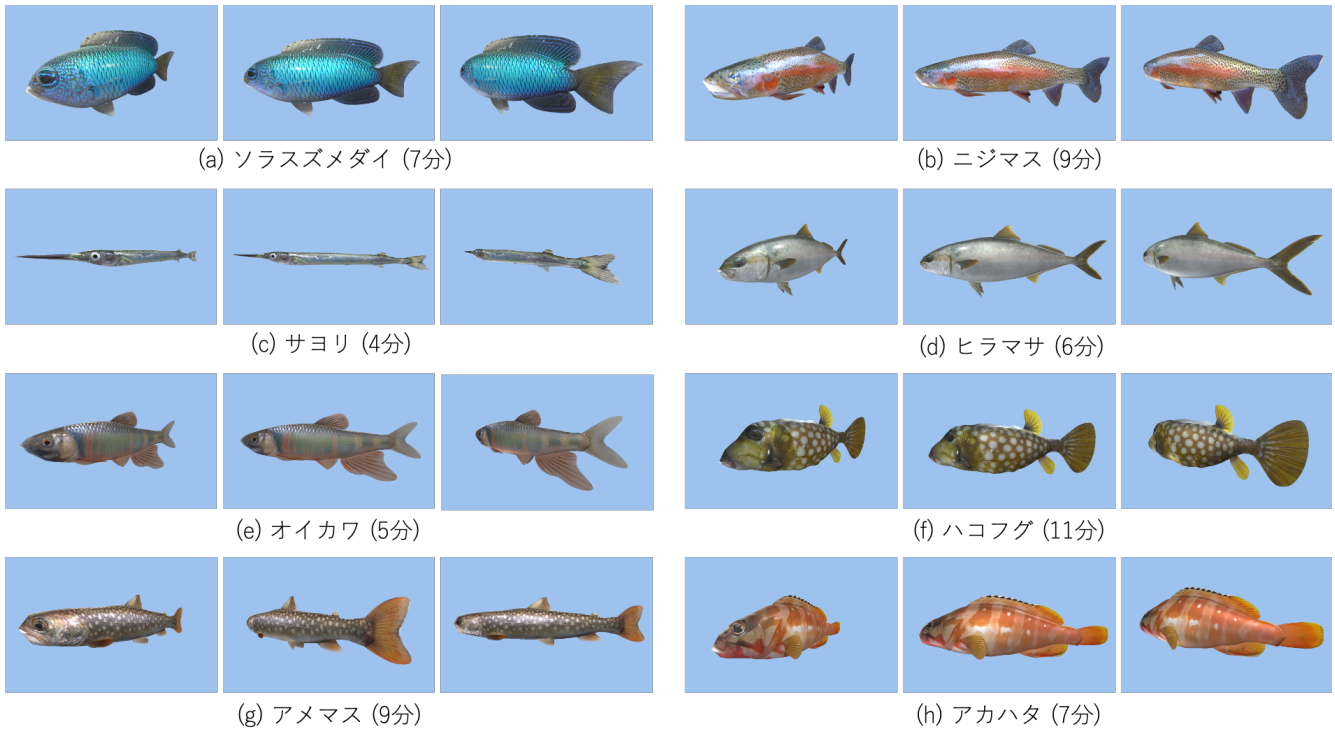 (a) ソラスズメダイ (7分)
(b) ニジマス (9分)
(c) サヨリ (4分)
(d) ヒラマサ (6分)
(e) オイカワ (5分)
(f) ハコフグ (11分)
(g) アメマス (9分)
(h) アカハタ (7分)